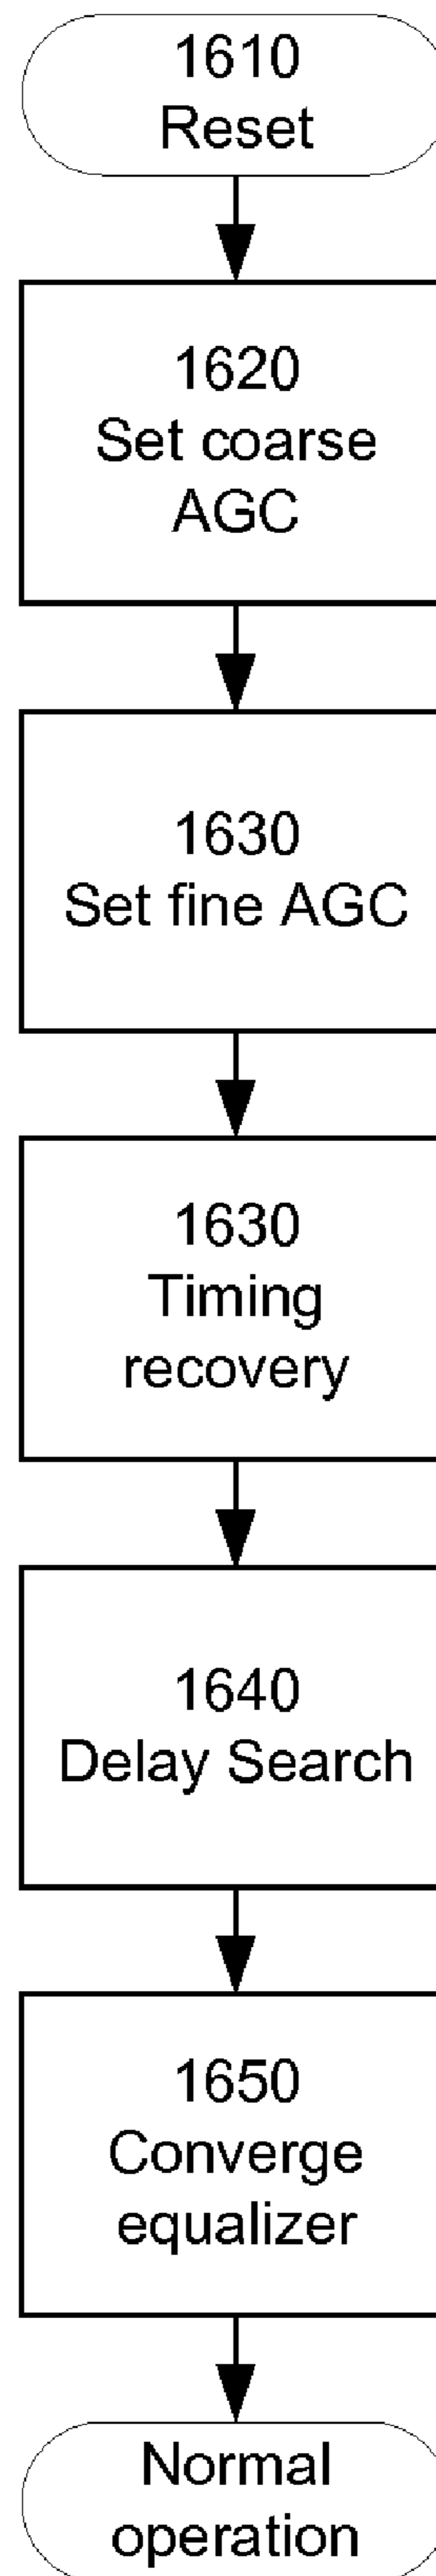 1610
Reset
1620
Set coarse
AGC
1630
Set fine AGC
1630
Timing
recovery
1640
Delay Search
1650
Converge
equalizer
Normal
operation